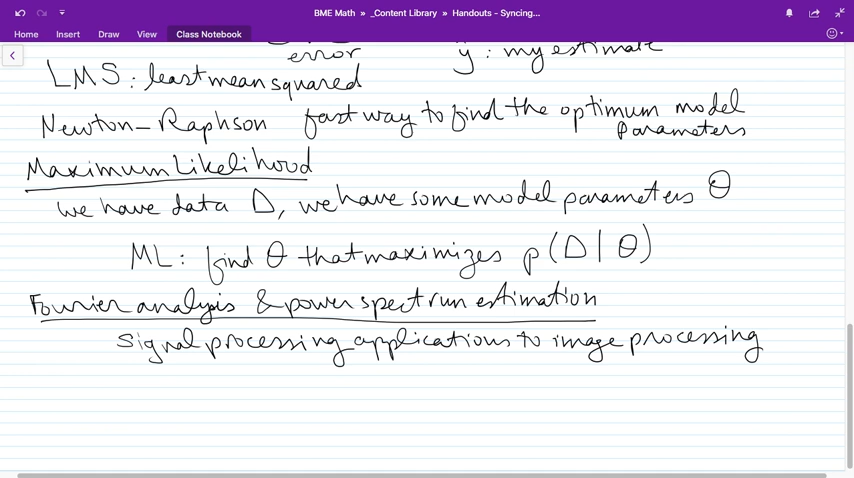 BME Math » _Content Library » Handouts - Syncing...
Home Insert Draw View Class Notebook
error
y : my estimate
LMS : least mean squared
Newton-Raphson fast way to find the optimum model
parameters
Maximum Likelihood
we have data D, we have some model parameters θ
ML: find θ that maximizes p(D|θ)
Fourier analysis & power spectrun estimation
signal processing applications to image processing